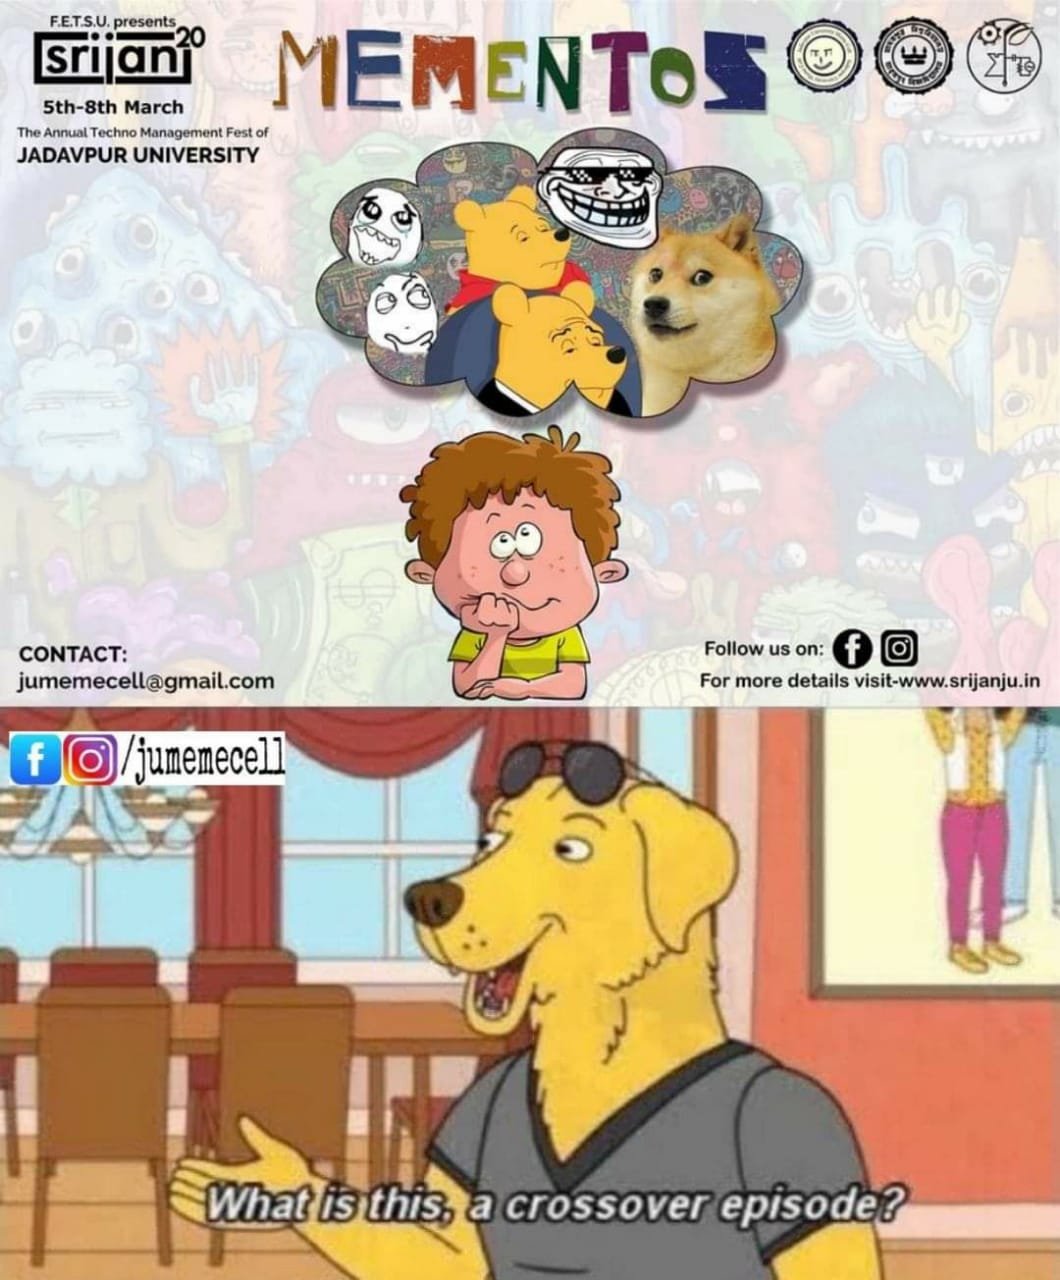 F.E.T.S.U. presents
srijan20
5th-8th March
The Annual Techno Management Fest of
JADAVPUR UNIVERSITY
MEMENTOS
CONTACT:
jumemecell@gmail.com
Follow us on:
For more details visit-www.srijanju.in
/jumemecell
What is this, a crossover episode?